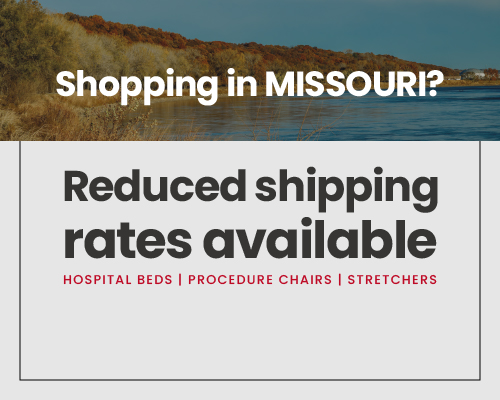 Shopping in MISSOURI?
Reduced shipping
rates available
HOSPITAL BEDS | PROCEDURE CHAIRS | STRETCHERS